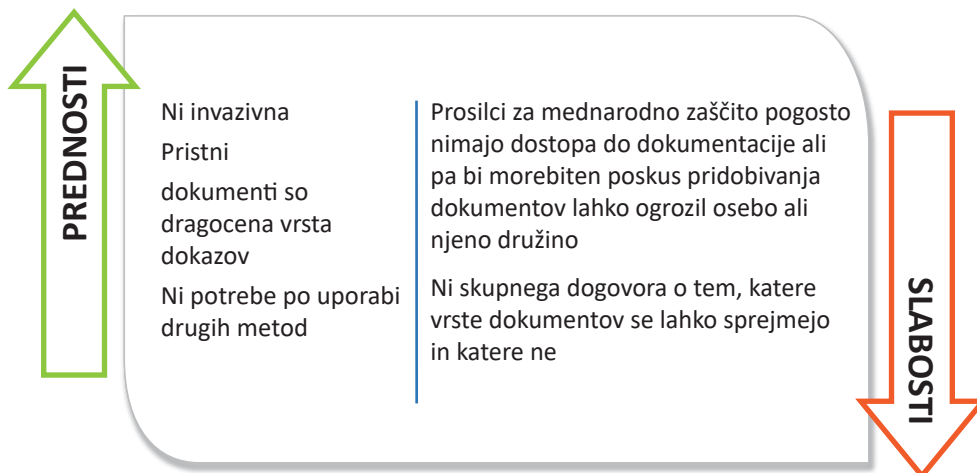 PREDNOSTI
Ni invazivna
Pristni
dokumenti so
dragocena vrsta
dokazov
Ni potrebe po uporabi
drugih metod
Prosilci za mednarodno zaščito pogosto
nimajo dostopa do dokumentacije ali
pa bi morebiten poskus pridobivanja
dokumentov lahko ogrozil osebo ali
njeno družino
Ni skupnega dogovora o tem, katere
vrste dokumentov se lahko sprejmejo
in katere ne
SLABOSTI